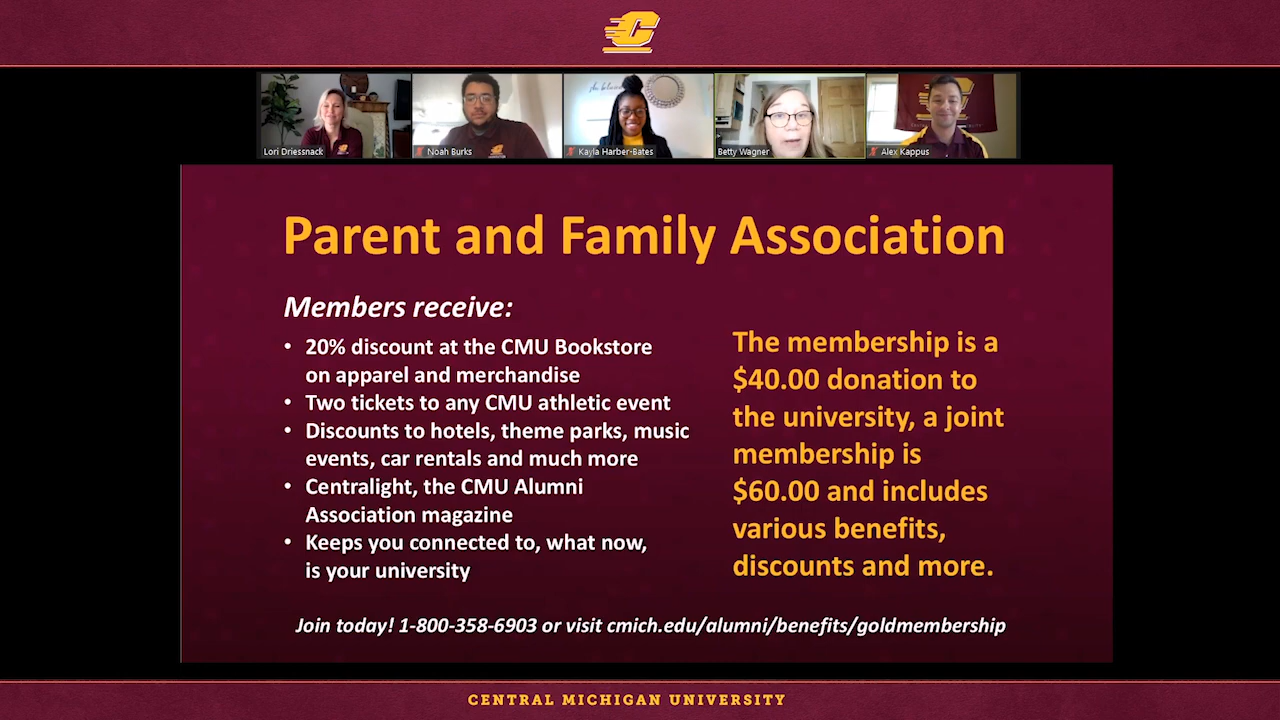 Lori Driessnack
Noah Burks
Kayla Harber-Bates
Betty Wagner
Alex Kappus
Parent and Family Association
Members receive:
• 20% discount at the CMU Bookstore
on apparel and merchandise
• Two tickets to any CMU athletic event
• Discounts to hotels, theme parks, music
events, car rentals and much more
• Centralight, the CMU Alumni
Association magazine
• Keeps you connected to, what now,
is your university
The membership is a
$40.00 donation to
the university, a joint
membership is
$60.00 and includes
various benefits,
discounts and more.
Join today! 1-800-358-6903 or visit cmich.edu/alumni/benefits/goldmembership
CENTRAL MICHIGAN UNIVERSITY